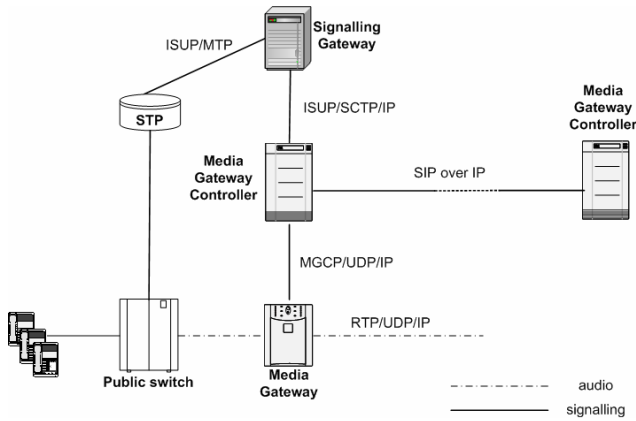 Signalling
Gateway
ISUP/MTP
STP
ISUP/SCTP/IP
Media
Gateway
Controller
Media
Gateway
Controller
SIP over IP
MGCP/UDP/IP
RTP/UDP/IP
Public switch
Media
Gateway
audio
signalling